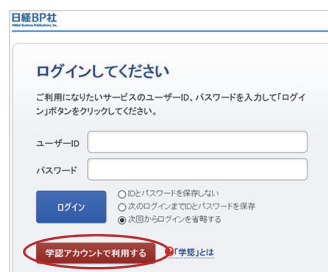 日経BP社
Nikkei Business Publications, Inc.
ログインしてください
ご利用になりたいサービスのユーザーID、パスワードを入力して「ログイ
ン」ボタンをクリックしてください。
ユーザーID
パスワード
ログイン
IDとパスワードを保存しない
次のログインまでIDとパスワードを保存
次回からログインを省略する
学認アカウントで利用する
「学認」とは